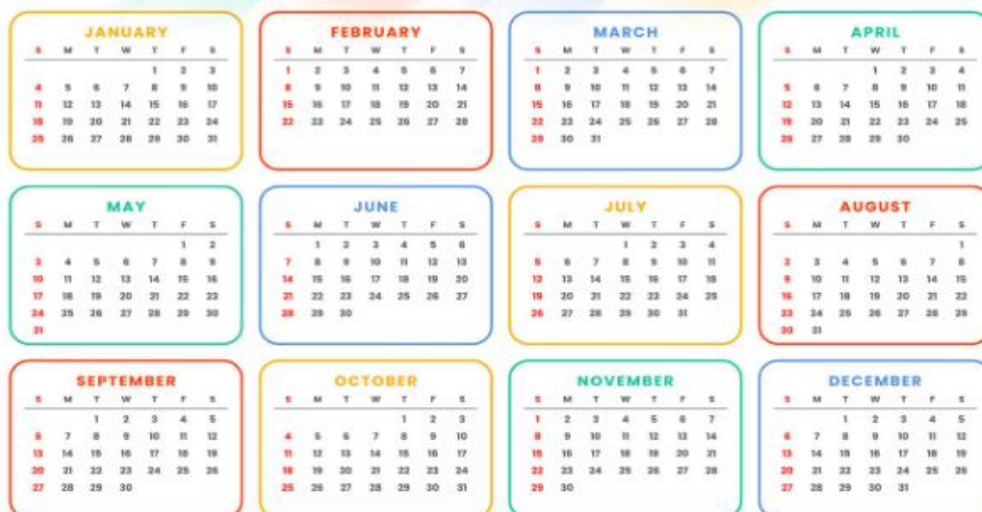 JANUARY
S M T W T F S
1 2 3
4 5 6 7 8 9 10
11 12 13 14 15 16 17
18 19 20 21 22 23 24
25 26 27 28 29 30 31
FEBRUARY
S M T W T F S
1 2 3 4 5 6 7
8 9 10 11 12 13 14
15 16 17 18 19 20 21
22 23 24 25 26 27 28
MARCH
S M T W T F S
1 2 3 4 5 6 7
8 9 10 11 12 13 14
15 16 17 18 19 20 21
22 23 24 25 26 27 28
29 30 31
APRIL
S M T W T F S
1 2 3 4
5 6 7 8 9 10 11
12 13 14 15 16 17 18
19 20 21 22 23 24 25
26 27 28 29 30
MAY
S M T W T F S
1 2
3 4 5 6 7 8 9
10 11 12 13 14 15 16
17 18 19 20 21 22 23
24 25 26 27 28 29 30
31
JUNE
S M T W T F S
1 2 3 4 5 6
7 8 9 10 11 12 13
14 15 16 17 18 19 20
21 22 23 24 25 26 27
28 29 30
JULY
S M T W T F S
1 2 3 4
5 6 7 8 9 10 11
12 13 14 15 16 17 18
19 20 21 22 23 24 25
26 27 28 29 30 31
AUGUST
S M T W T F S
1
2 3 4 5 6 7 8
9 10 11 12 13 14 15
16 17 18 19 20 21 22
23 24 25 26 27 28 29
30 31
SEPTEMBER
S M T W T F S
1 2 3 4 5
6 7 8 9 10 11 12
13 14 15 16 17 18 19
20 21 22 23 24 25 26
27 28 29 30
OCTOBER
S M T W T F S
1 2 3
4 5 6 7 8 9 10
11 12 13 14 15 16 17
18 19 20 21 22 23 24
25 26 27 28 29 30 31
NOVEMBER
S M T W T F S
1 2 3 4 5 6 7
8 9 10 11 12 13 14
15 16 17 18 19 20 21
22 23 24 25 26 27 28
29 30
DECEMBER
S M T W T F S
1 2 3 4 5
6 7 8 9 10 11 12
13 14 15 16 17 18 19
20 21 22 23 24 25 26
27 28 29 30 31